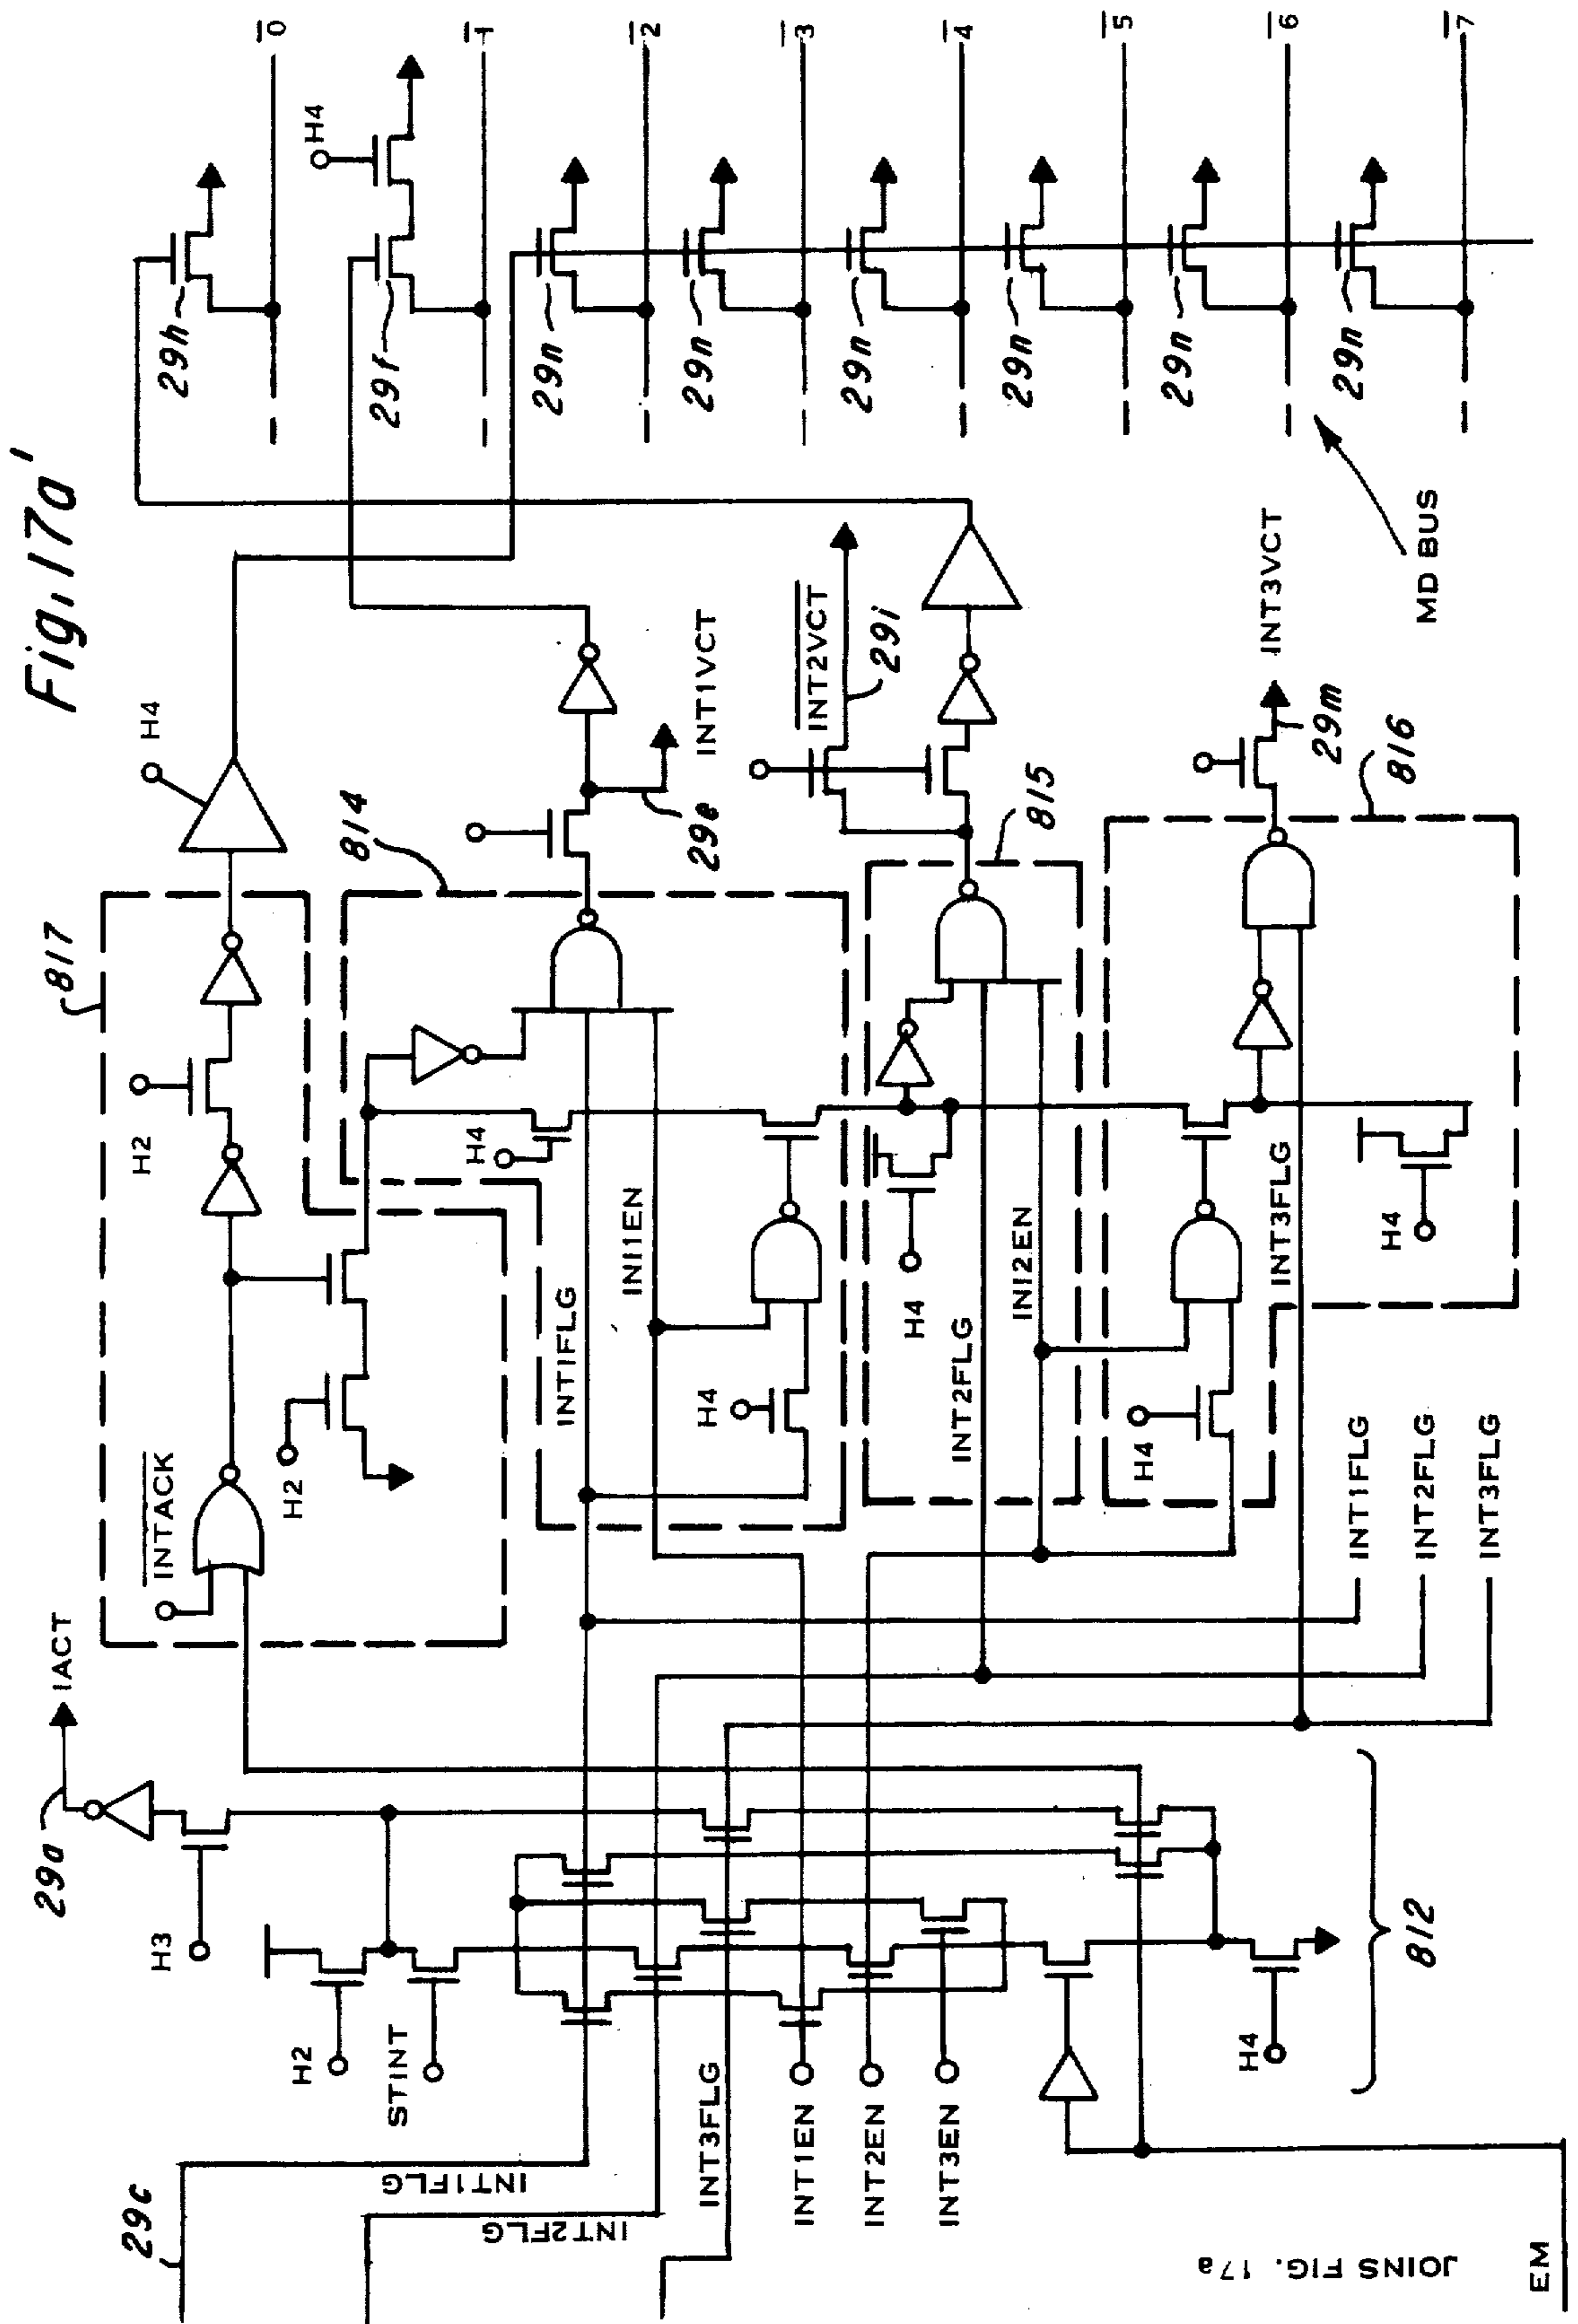 Fig. 17a'
29a
IACT
817
H4
29h
0
H3
INTACK
H2
H2
29f
H4
1
H2
STINT
29c
INT1FLG
INT2FLG
INT3FLG
INT1EN
INT2EN
INT3EN
H4
812
814
H4
INT1FLG
INI1EN
H4
29e
INT1VCT
29n
2
29n
3
INT2VCT
29i
815
H4
INT2FLG
INI2EN
29n
4
29n
5
H4
INT3FLG
H4
816
29m
INT3VCT
29n
6
29n
7
MD BUS
INT1FLG
INT2FLG
INT3FLG
JOINS FIG. 17a
EM